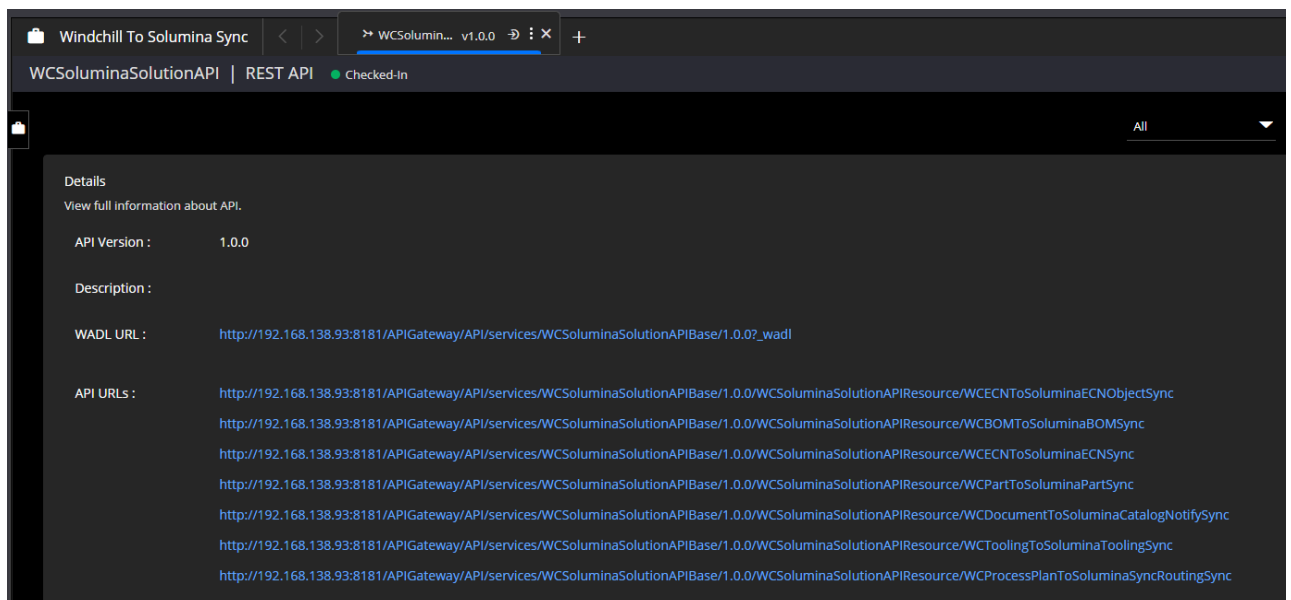 Windchill To Solumina Sync WCSolumin... v1.0.0
WCSoluminaSolutionAPI | REST API Checked-In
All
Details
View full information about API.
API Version : 1.0.0
Description :
WADL URL : http://192.168.138.93:8181/APIGateway/API/services/WCSoluminaSolutionAPIBase/1.0.0?_wadl
API URLs : http://192.168.138.93:8181/APIGateway/API/services/WCSoluminaSolutionAPIBase/1.0.0/WCSoluminaSolutionAPIResource/WCECNToSoluminaECNObjectSync
http://192.168.138.93:8181/APIGateway/API/services/WCSoluminaSolutionAPIBase/1.0.0/WCSoluminaSolutionAPIResource/WCBOMToSoluminaBOMSync
http://192.168.138.93:8181/APIGateway/API/services/WCSoluminaSolutionAPIBase/1.0.0/WCSoluminaSolutionAPIResource/WCECNToSoluminaECNSync
http://192.168.138.93:8181/APIGateway/API/services/WCSoluminaSolutionAPIBase/1.0.0/WCSoluminaSolutionAPIResource/WCPartToSoluminaPartSync
http://192.168.138.93:8181/APIGateway/API/services/WCSoluminaSolutionAPIBase/1.0.0/WCSoluminaSolutionAPIResource/WCDocumentToSoluminaCatalogNotifySync
http://192.168.138.93:8181/APIGateway/API/services/WCSoluminaSolutionAPIBase/1.0.0/WCSoluminaSolutionAPIResource/WCToolingToSoluminaToolingSync
http://192.168.138.93:8181/APIGateway/API/services/WCSoluminaSolutionAPIBase/1.0.0/WCSoluminaSolutionAPIResource/WCProcessPlanToSoluminaSyncRoutingSync